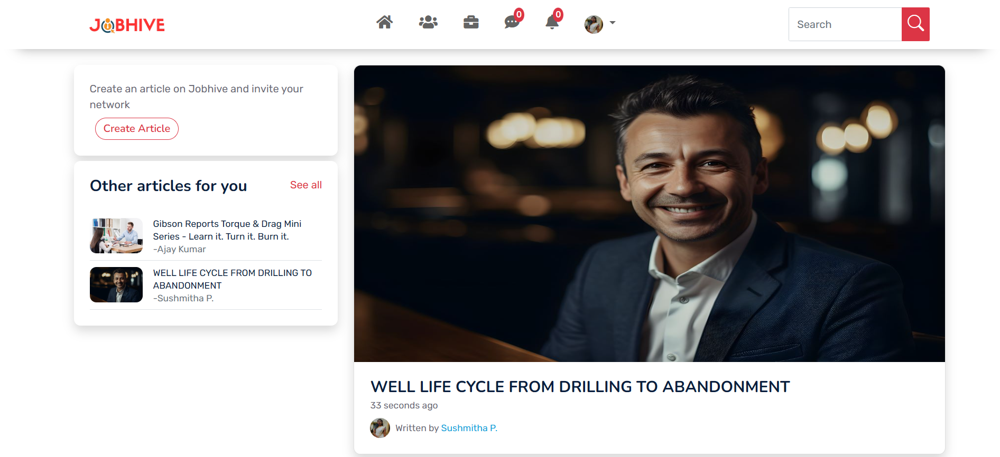 JOBHIVE
0
0
Search
Create an article on Jobhive and invite your
network
Create Article
Other articles for you
See all
Gibson Reports Torque & Drag Mini
Series - Learn it. Turn it. Burn it.
-Ajay Kumar
WELL LIFE CYCLE FROM DRILLING TO
ABANDONMENT
-Sushmitha P.
WELL LIFE CYCLE FROM DRILLING TO ABANDONMENT
33 seconds ago
Written by Sushmitha P.